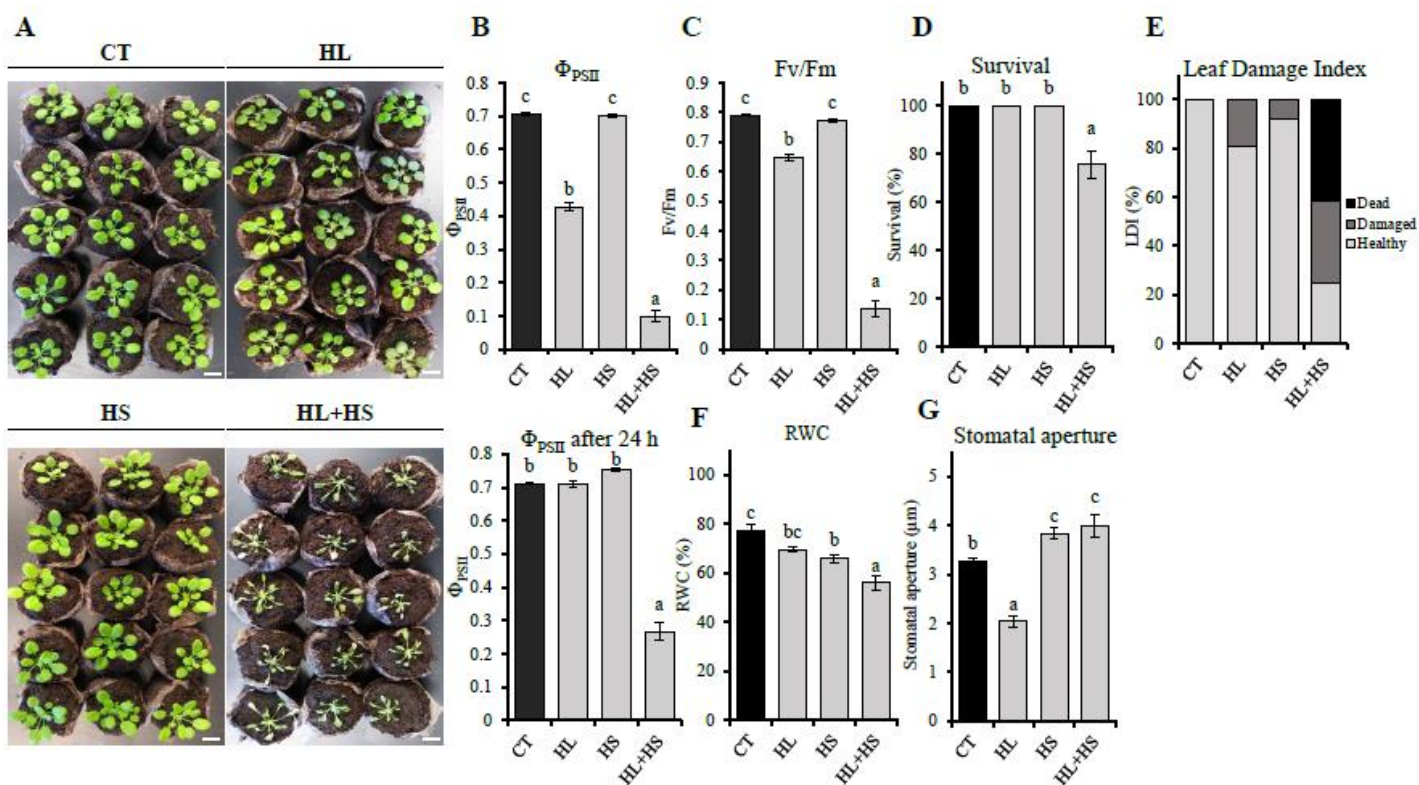 A
CT
HL
HS
HL+HS
B
ΦPSII
ΦPSII
0.8
0.7
0.6
0.5
0.4
0.3
0.2
0.1
0
c
b
c
a
CT
HL
HS
HL+HS
ΦPSII after 24 h
ΦPSII
0.8
0.7
0.6
0.5
0.4
0.3
0.2
0.1
0
b
b
b
a
CT
HL
HS
HL+HS
C
Fv/Fm
Fv/Fm
0.9
0.8
0.7
0.6
0.5
0.4
0.3
0.2
0.1
0
c
b
c
a
CT
HL
HS
HL+HS
D
Survival
Survival (%)
100
80
60
40
20
0
b
b
b
a
CT
HL
HS
HL+HS
E
Leaf Damage Index
LDI (%)
100
80
60
40
20
0
CT
HL
HS
HL+HS
Dead
Damaged
Healthy
F
RWC
RWC (%)
100
80
60
40
20
0
c
bc
b
a
CT
HL
HS
HL+HS
G
Stomatal aperture
Stomatal aperture (µm)
5
4
3
2
1
0
b
a
c
c
CT
HL
HS
HL+HS